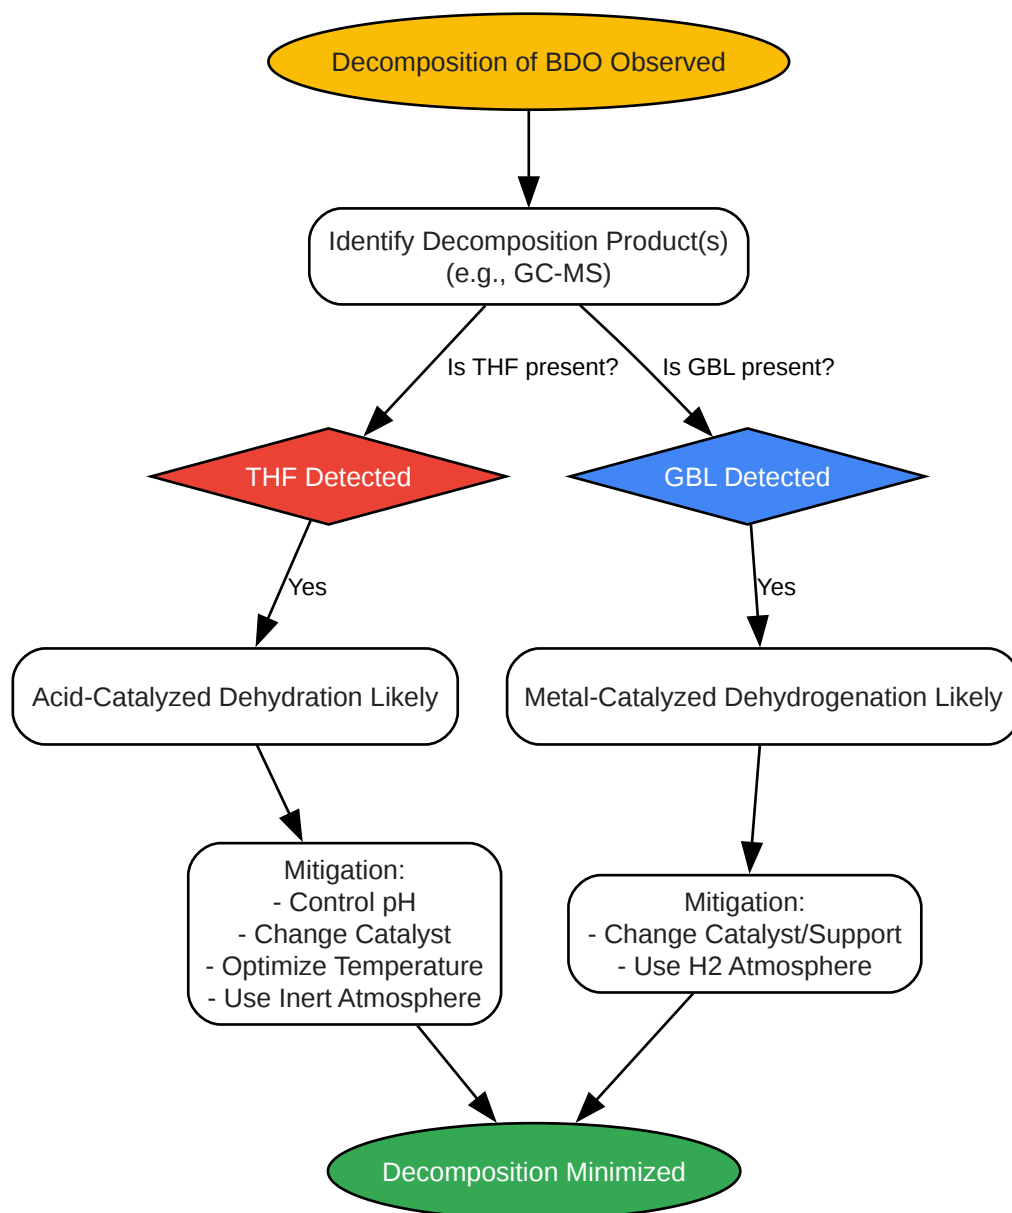 Decomposition of BDO Observed
Identify Decomposition Product(s)
(e.g., GC-MS)
Is THF present?
Is GBL present?
THF Detected
GBL Detected
Yes
Yes
Acid-Catalyzed Dehydration Likely
Metal-Catalyzed Dehydrogenation Likely
Mitigation:
- Control pH
- Change Catalyst
- Optimize Temperature
- Use Inert Atmosphere
Mitigation:
- Change Catalyst/Support
- Use H2 Atmosphere
Decomposition Minimized